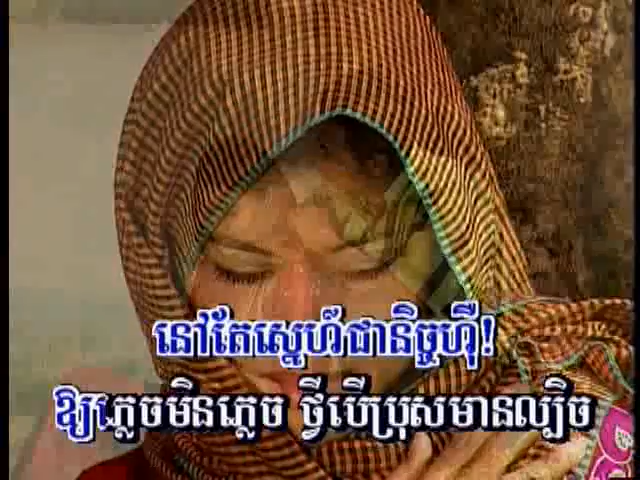 នៅតែស្នេហ៍ជានិច្ចហ៊ឺ!
ឱ្យភ្លេចមិនភ្លេច ថ្វីបើប្រុសមានល្បិច